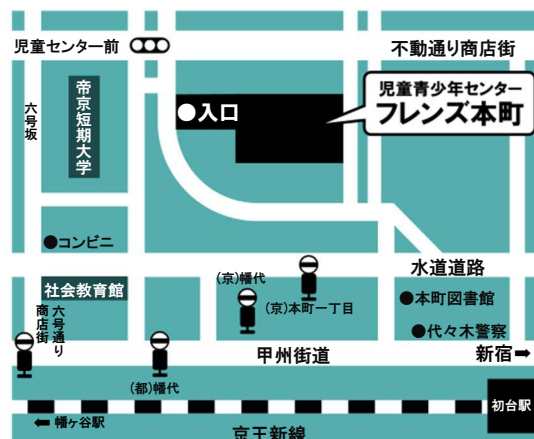 児童センター前
不動通り商店街
児童青少年センター
フレンズ本町
●入口
帝京短期大学
六号坂
●コンビニ
水道道路
(京)幡代
(京)本町一丁目
社会教育館
●本町図書館
●代々木警察
六号通り
商店街
甲州街道
新宿➡
(都)幡代
初台駅
⬅幡ヶ谷駅
京王新線